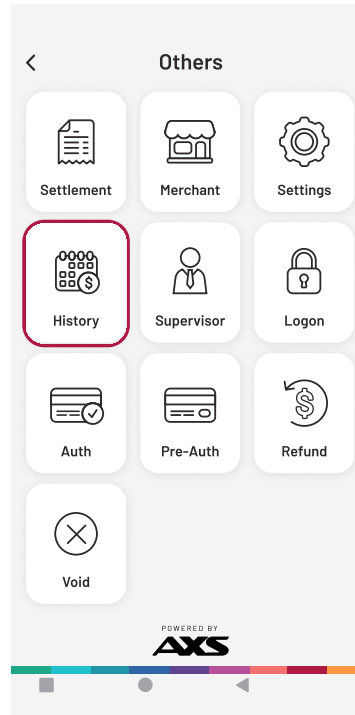 Others
Settlement
Merchant
Settings
$
History
Supervisor
Logon
Auth
Pre-Auth
$
Refund
Void
POWERED BY
AXS